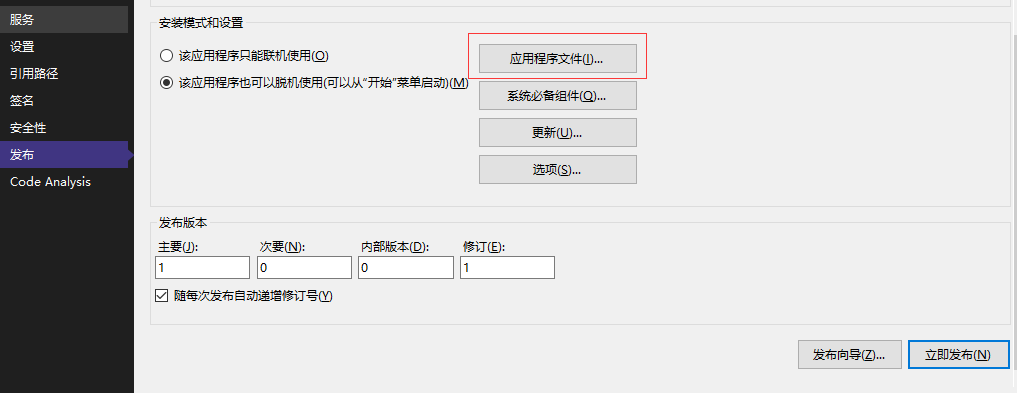 服务
设置
引用路径
签名
安全性
发布
Code Analysis
安装模式和设置
该应用程序只能联机使用(O)
该应用程序也可以脱机使用(可以从“开始”菜单启动)(M)
应用程序文件(I)...
系统必备组件(Q)...
更新(U)...
选项(S)...
发布版本
主要(J): 次要(N): 内部版本(D): 修订(E):
1 0 0 1
随每次发布自动递增修订号(Y)
发布向导(Z)... 立即发布(N)